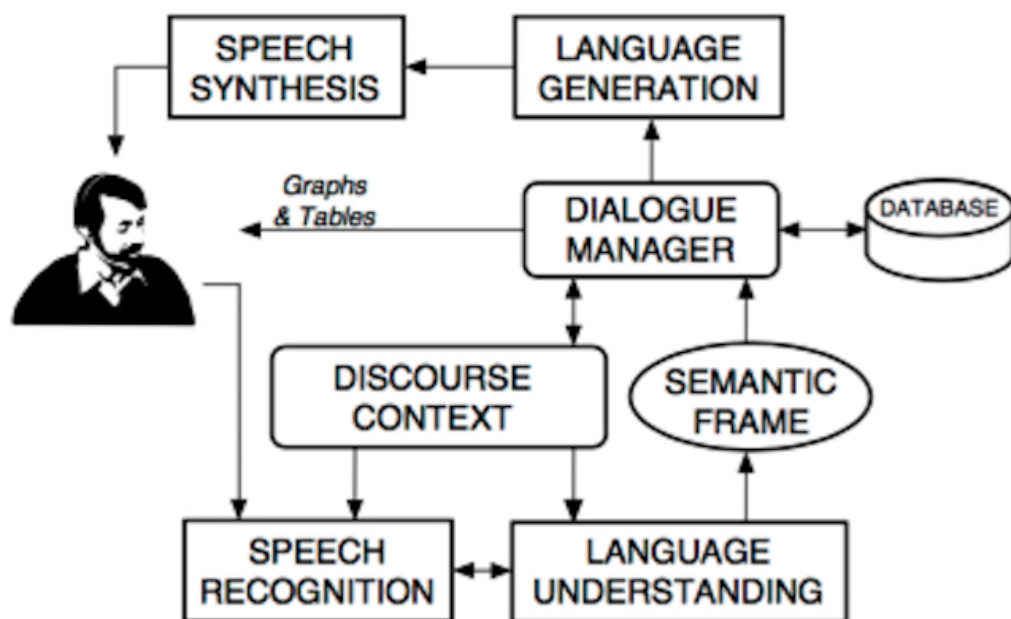 SPEECH
SYNTHESIS
LANGUAGE
GENERATION
Graphs
& Tables
DIALOGUE
MANAGER
DATABASE
DISCOURSE
CONTEXT
SEMANTIC
FRAME
SPEECH
RECOGNITION
LANGUAGE
UNDERSTANDING